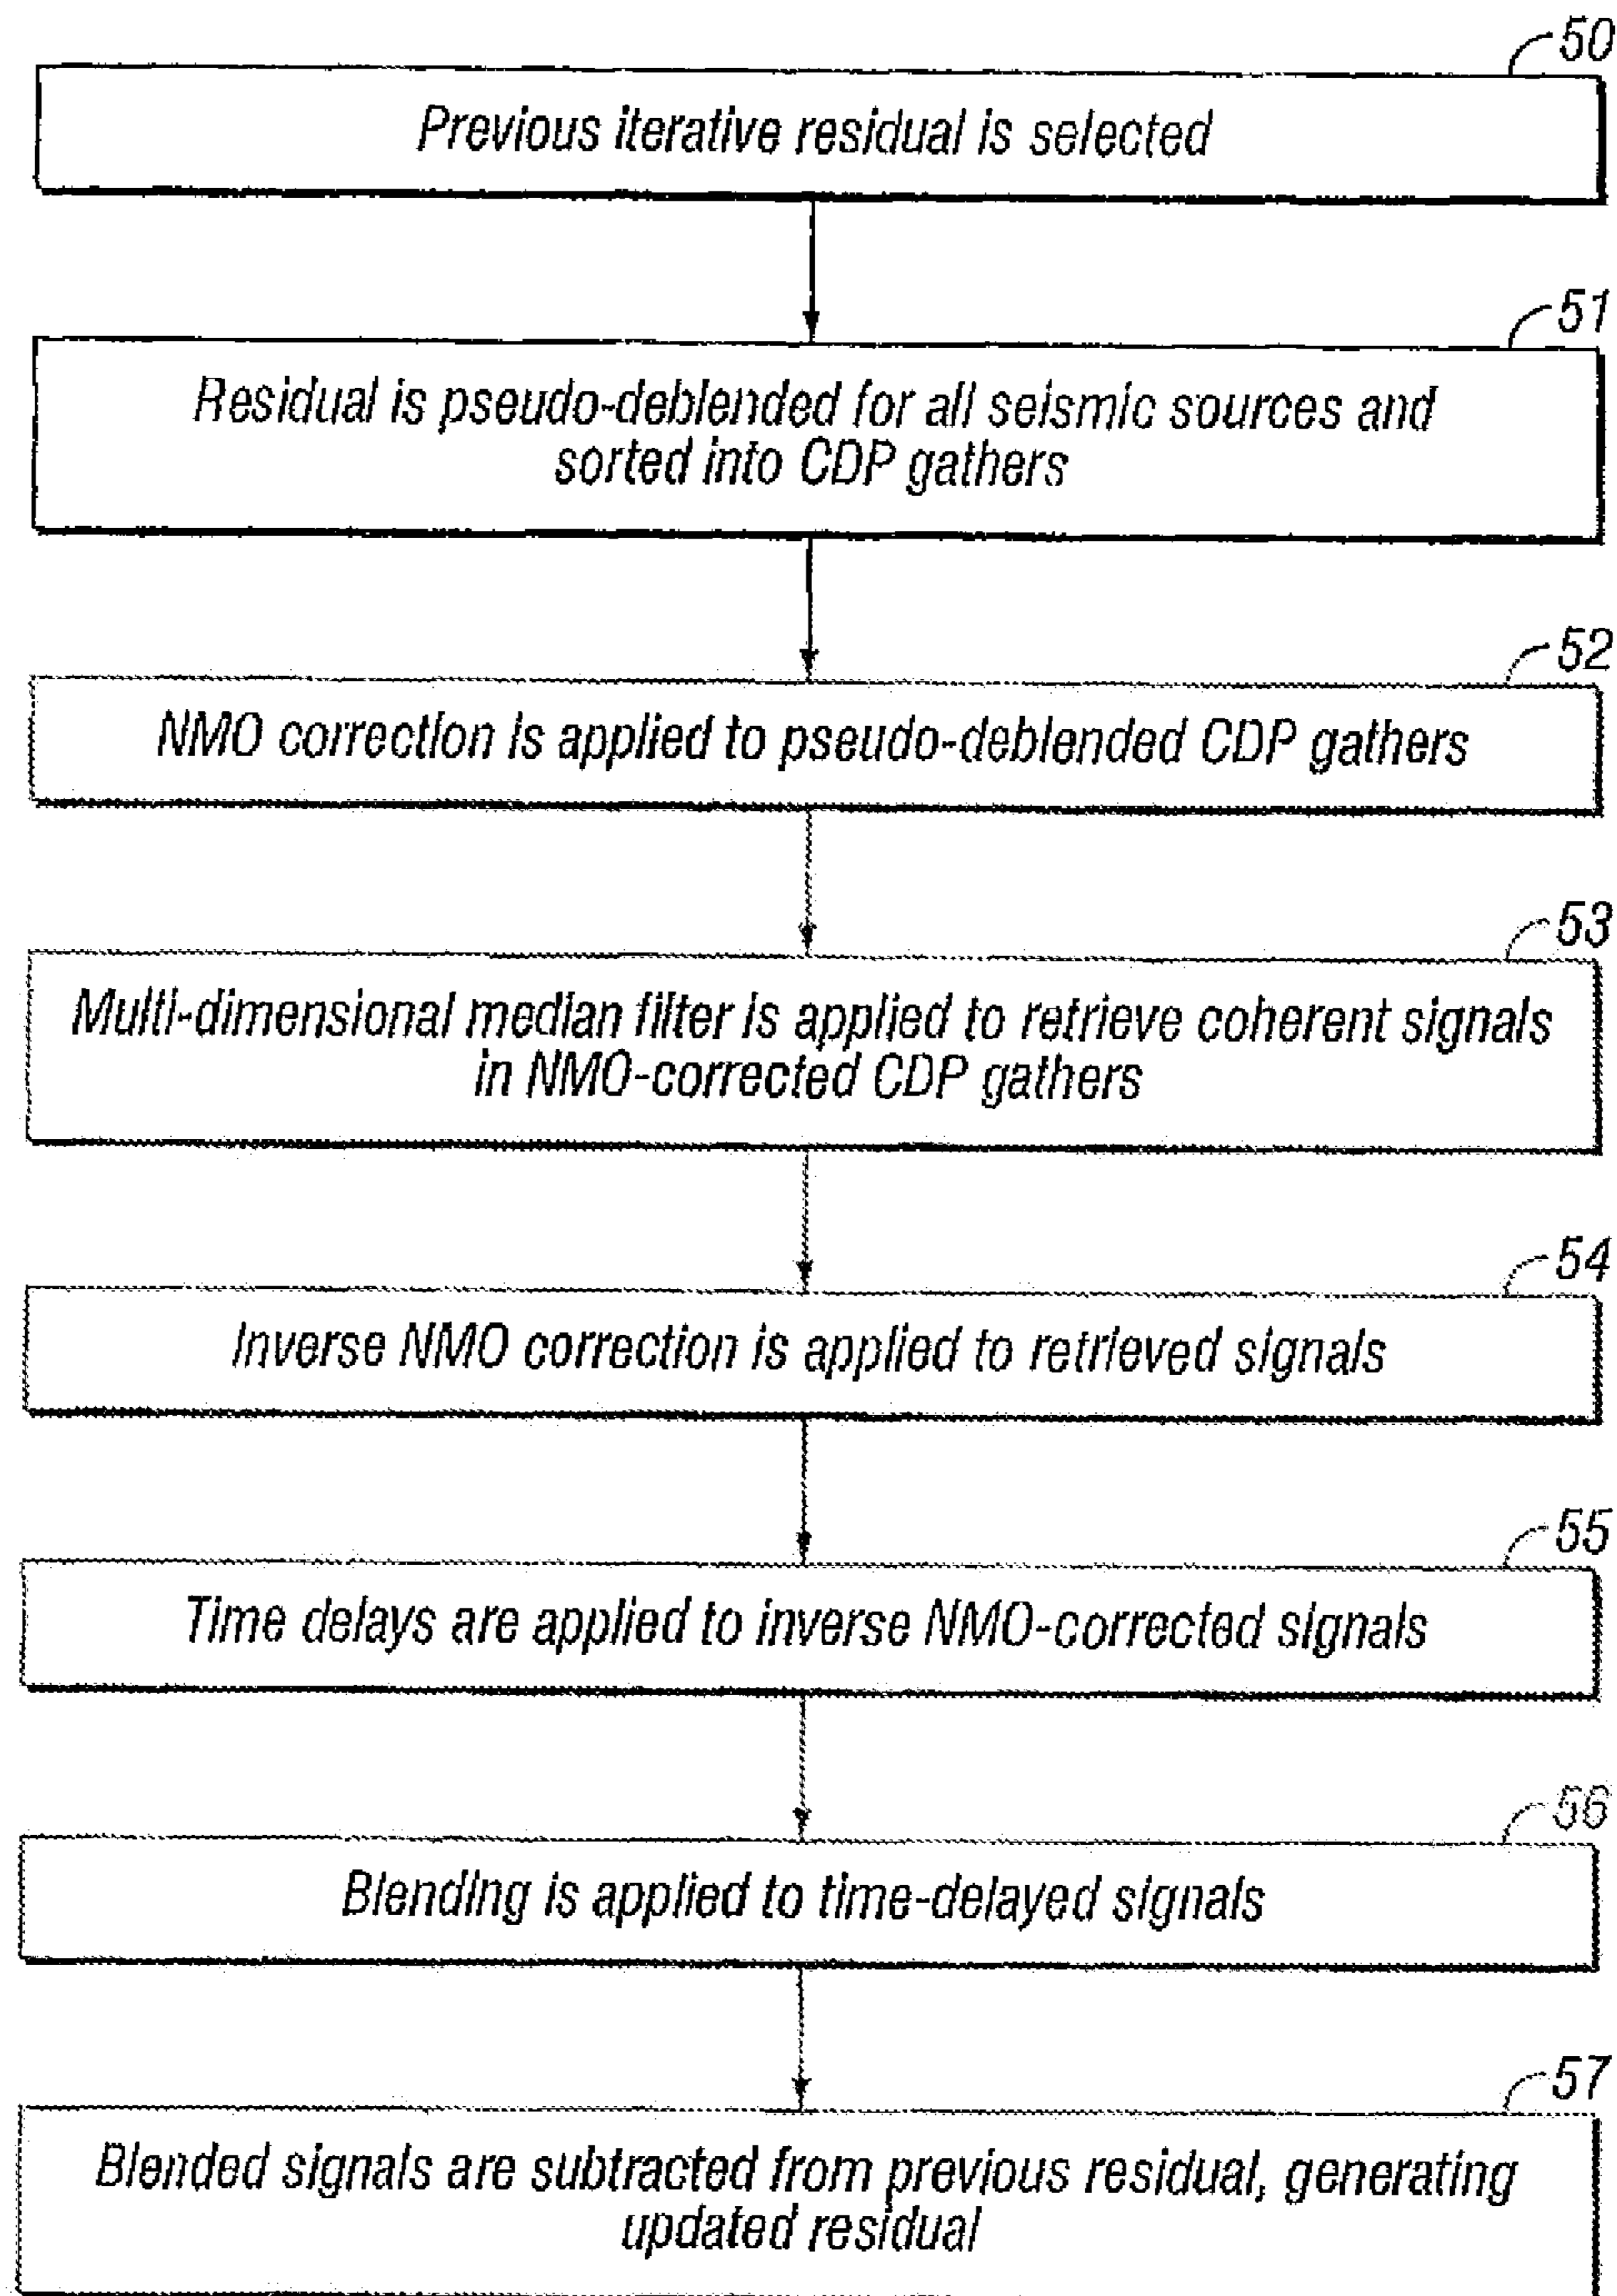 50
Previous iterative residual is selected
51
Residual is pseudo-deblended for all seismic sources and
sorted into CDP gathers
52
NMO correction is applied to pseudo-deblended CDP gathers
53
Multi-dimensional median filter is applied to retrieve coherent signals
in NMO-corrected CDP gathers
54
Inverse NMO correction is applied to retrieved signals
55
Time delays are applied to inverse NMO-corrected signals
56
Blending is applied to time-delayed signals
57
Blended signals are subtracted from previous residual, generating
updated residual